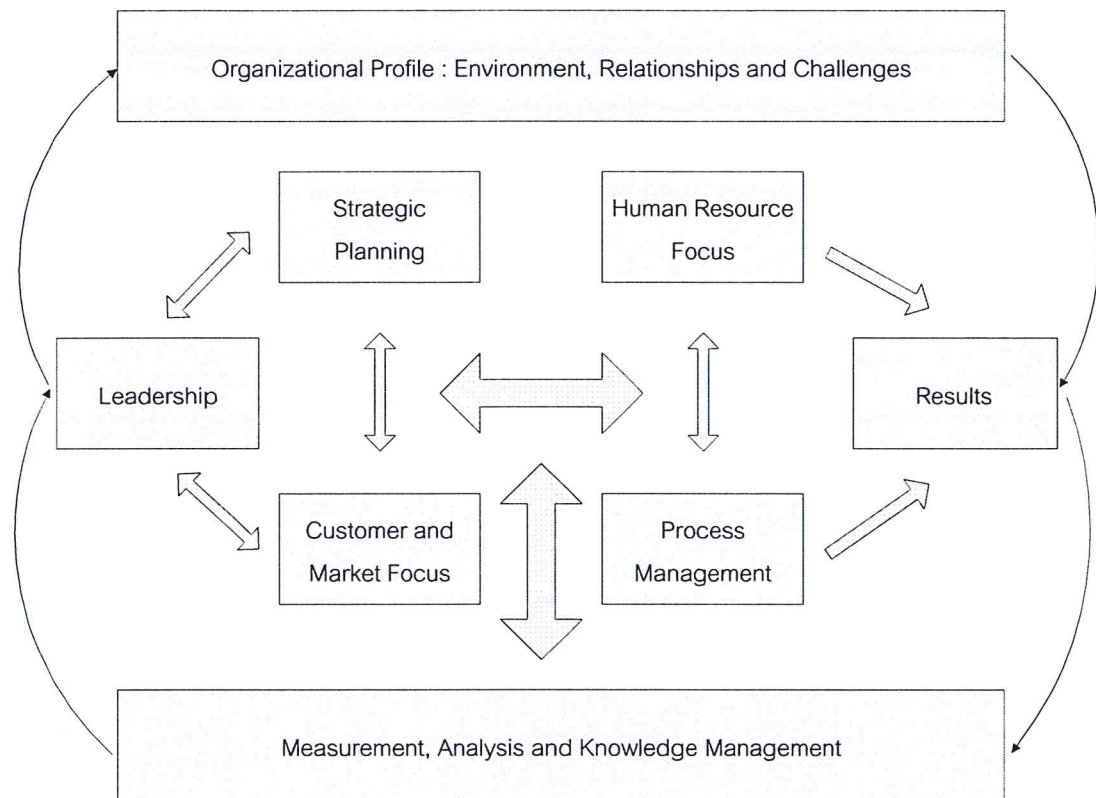 Organizational Profile : Environment, Relationships and Challenges
Strategic
Planning
Human Resource
Focus
Leadership
Results
Customer and
Market Focus
Process
Management
Measurement, Analysis and Knowledge Management